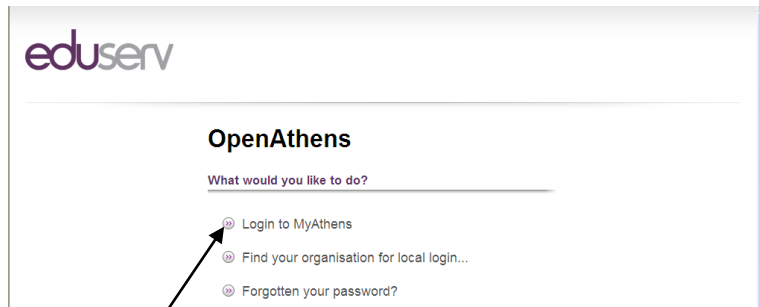 eduserv
OpenAthens
What would you like to do?
Login to MyAthens
Find your organisation for local login...
Forgotten your password?